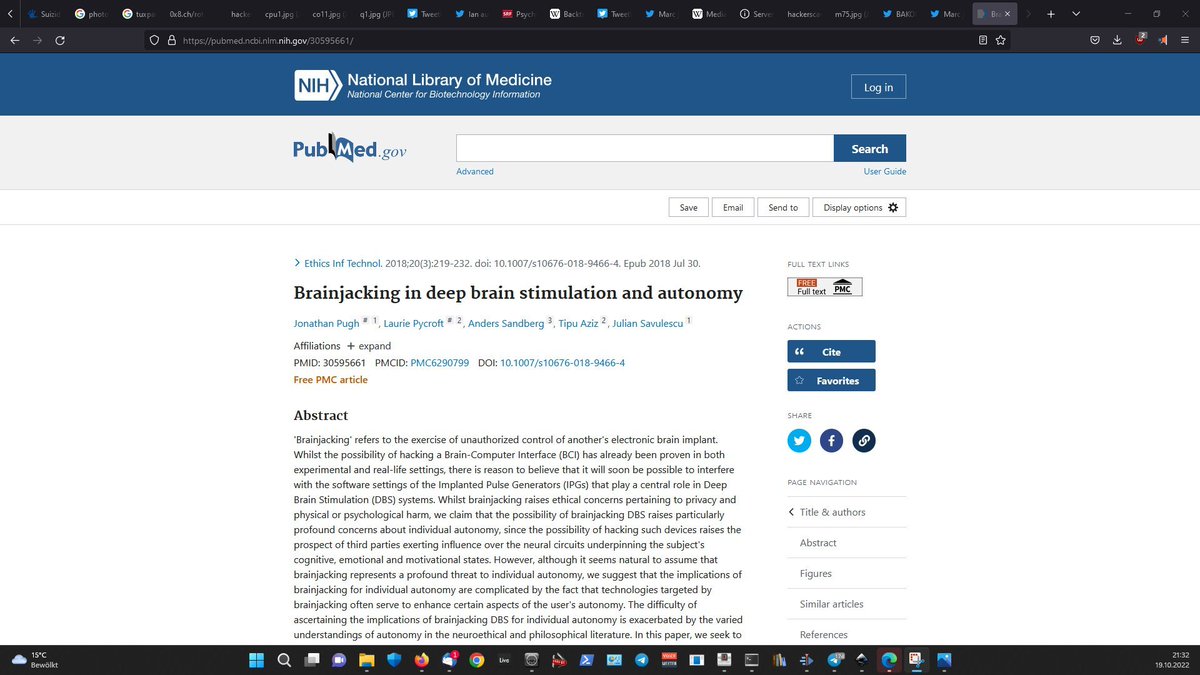 Suizid
photo
tuxpa
0x8.ch/rot
hacke
cpu1.jpg
co11.jpg
q1.jpg (JP
Tweet
Ian au
SRF Psych
W Backt
Tweet
Marc
W Media
Server
hackersca
m75.jpg (
BAKO
Marc
Bra
https://pubmed.ncbi.nlm.nih.gov/30595661/
2
NIH National Library of Medicine
National Center for Biotechnology Information
Log in
PubMed.gov
Search
Advanced
User Guide
Save
Email
Send to
Display options
Ethics Inf Technol. 2018;20(3):219-232. doi: 10.1007/s10676-018-9466-4. Epub 2018 Jul 30.
Brainjacking in deep brain stimulation and autonomy
Jonathan Pugh # 1, Laurie Pycroft # 2, Anders Sandberg 3, Tipu Aziz 2, Julian Savulescu 1
Affiliations + expand
PMID: 30595661 PMCID: PMC6290799 DOI: 10.1007/s10676-018-9466-4
Free PMC article
Abstract
'Brainjacking' refers to the exercise of unauthorized control of another's electronic brain implant.
Whilst the possibility of hacking a Brain-Computer Interface (BCI) has already been proven in both
experimental and real-life settings, there is reason to believe that it will soon be possible to interfere
with the software settings of the Implanted Pulse Generators (IPGs) that play a central role in Deep
Brain Stimulation (DBS) systems. Whilst brainjacking raises ethical concerns pertaining to privacy and
physical or psychological harm, we claim that the possibility of brainjacking DBS raises particularly
profound concerns about individual autonomy, since the possibility of hacking such devices raises the
prospect of third parties exerting influence over the neural circuits underpinning the subject's
cognitive, emotional and motivational states. However, although it seems natural to assume that
brainjacking represents a profound threat to individual autonomy, we suggest that the implications of
brainjacking for individual autonomy are complicated by the fact that technologies targeted by
brainjacking often serve to enhance certain aspects of the user's autonomy. The difficulty of
ascertaining the implications of brainjacking DBS for individual autonomy is exacerbated by the varied
understandings of autonomy in the neuroethical and philosophical literature. In this paper, we seek to
FULL TEXT LINKS
FREE
Full text PMC
ACTIONS
Cite
Favorites
SHARE
PAGE NAVIGATION
Title & authors
Abstract
Figures
Similar articles
References
15°C
Bewölkt
Live
21:32
19.10.2022